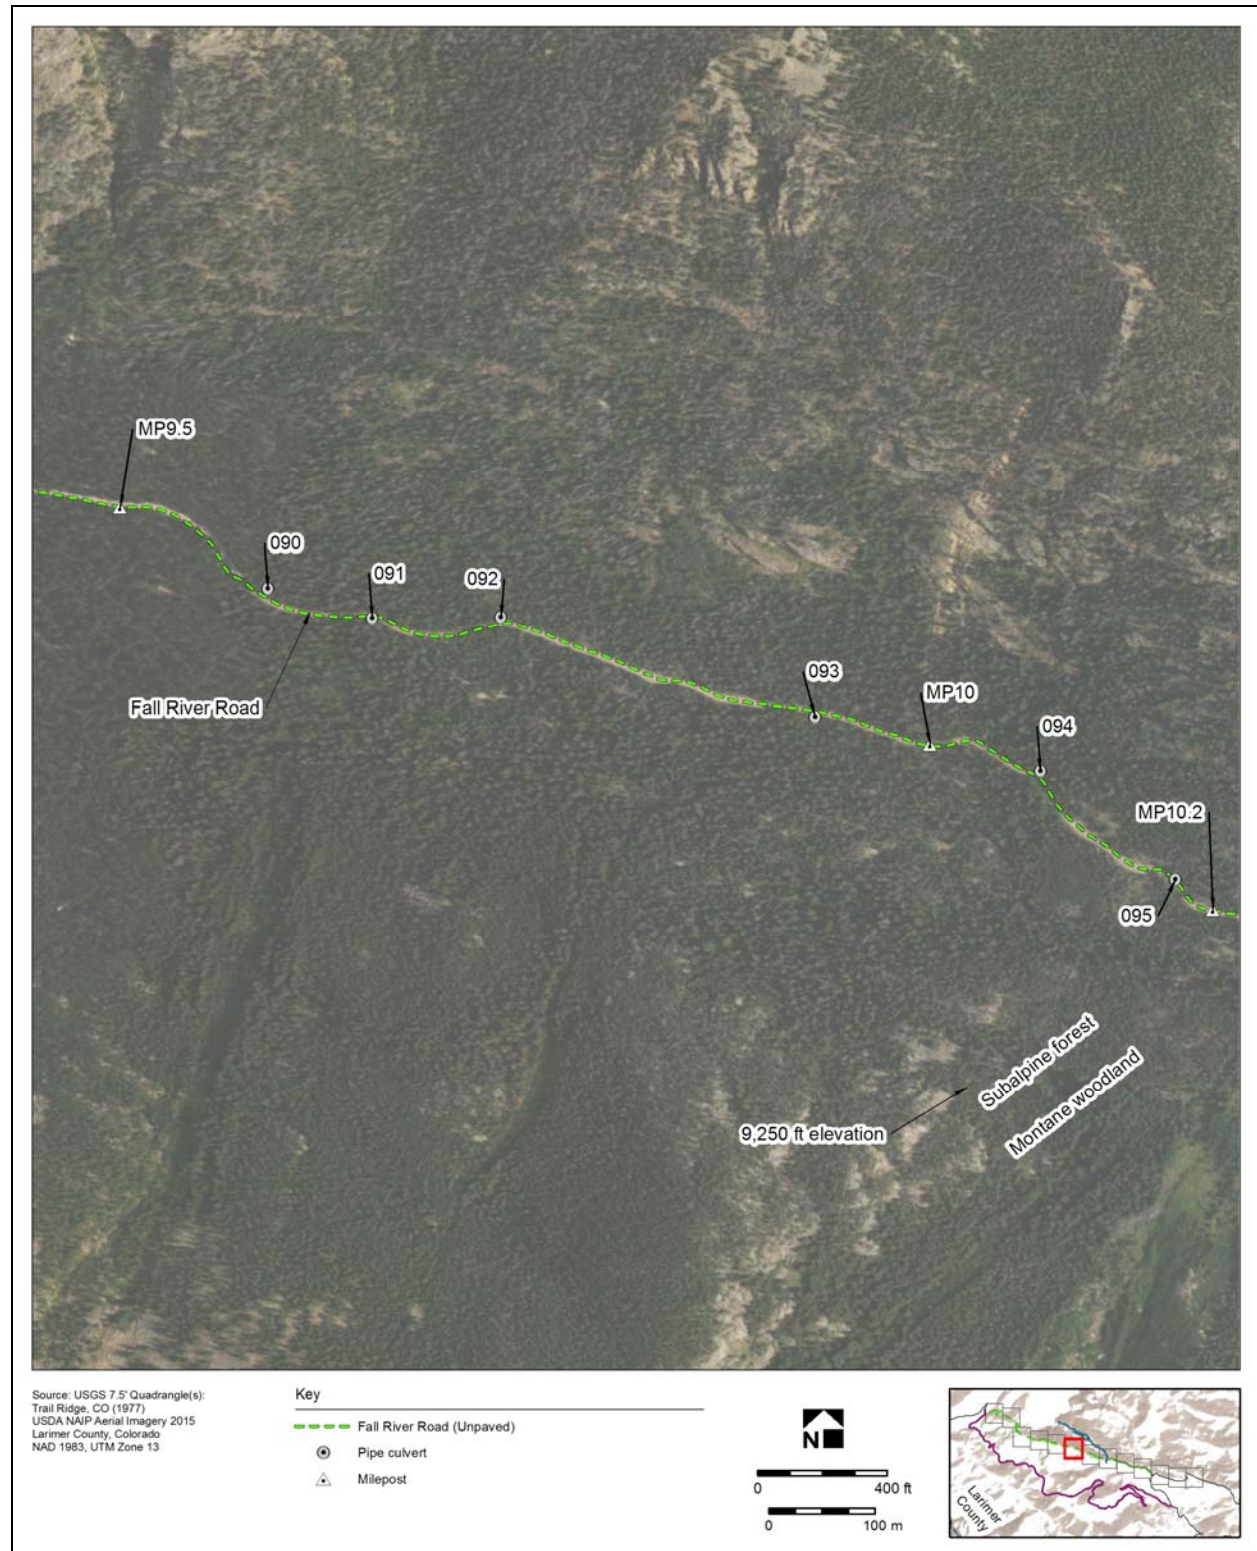 MP9.5
090
091
092
Fall River Road
093
MP10
094
MP10.2
095
Subalpine forest
9,250 ft elevation
Montane woodland
Source: USGS 7.5' Quadrangle(s):
Trail Ridge, CO (1977)
USDA NAIP Aerial Imagery 2015
Larimer County, Colorado
NAD 1983, UTM Zone 13
Key
Fall River Road (Unpaved)
Pipe culvert
Milepost
N
0 400 ft
0 100 m
Larimer
County